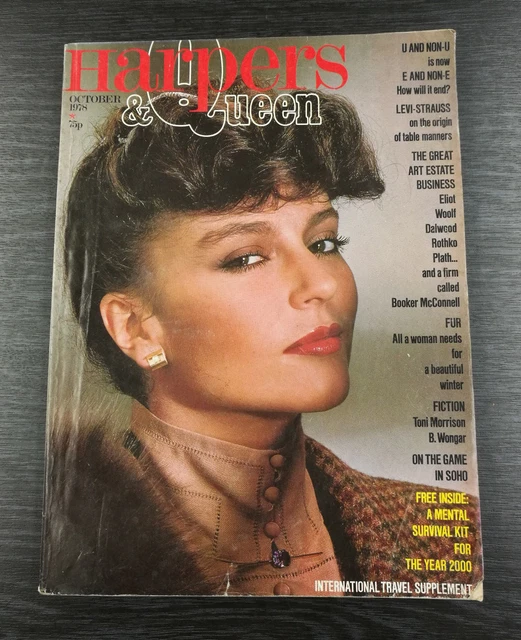 Harpers
& Queen
OCTOBER
1978
75p
U AND NON-U
is now
E AND NON-E
How will it end?
LEVI-STRAUSS
on the origin
of table manners
THE GREAT
ART ESTATE
BUSINESS
Eliot
Woolf
Dalwood
Rothko
Plath...
and a firm
called
Booker McConnell
FUR
All a woman needs
for
a beautiful
winter
FICTION
Toni Morrison
B. Wongar
ON THE GAME
IN SOHO
FREE INSIDE:
A MENTAL
SURVIVAL KIT
FOR
THE YEAR 2000
INTERNATIONAL TRAVEL SUPPLEMENT